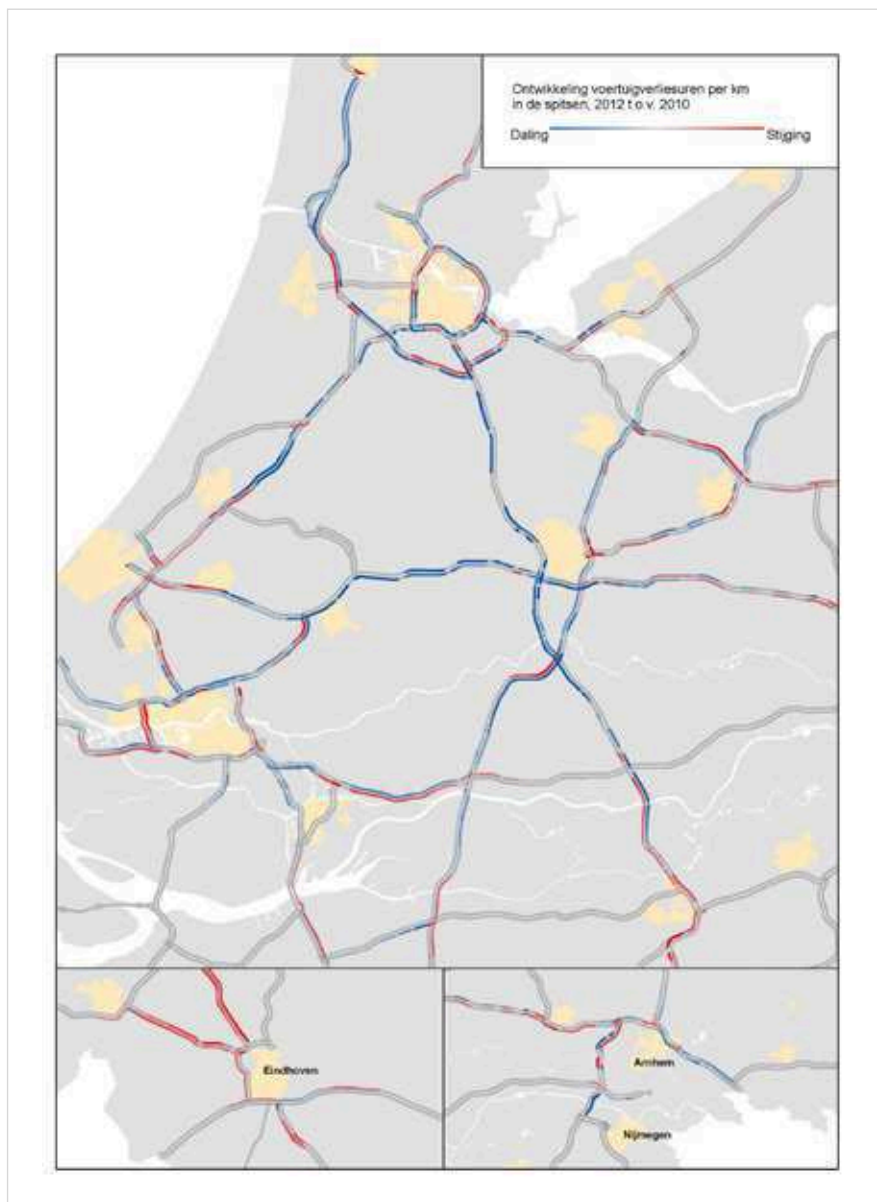 Ontwikkeling voertuigverliesuren per km
in de spitsen, 2012 t.o.v. 2010
Daling Stijging
Eindhoven
Arnhem
Nijmegen